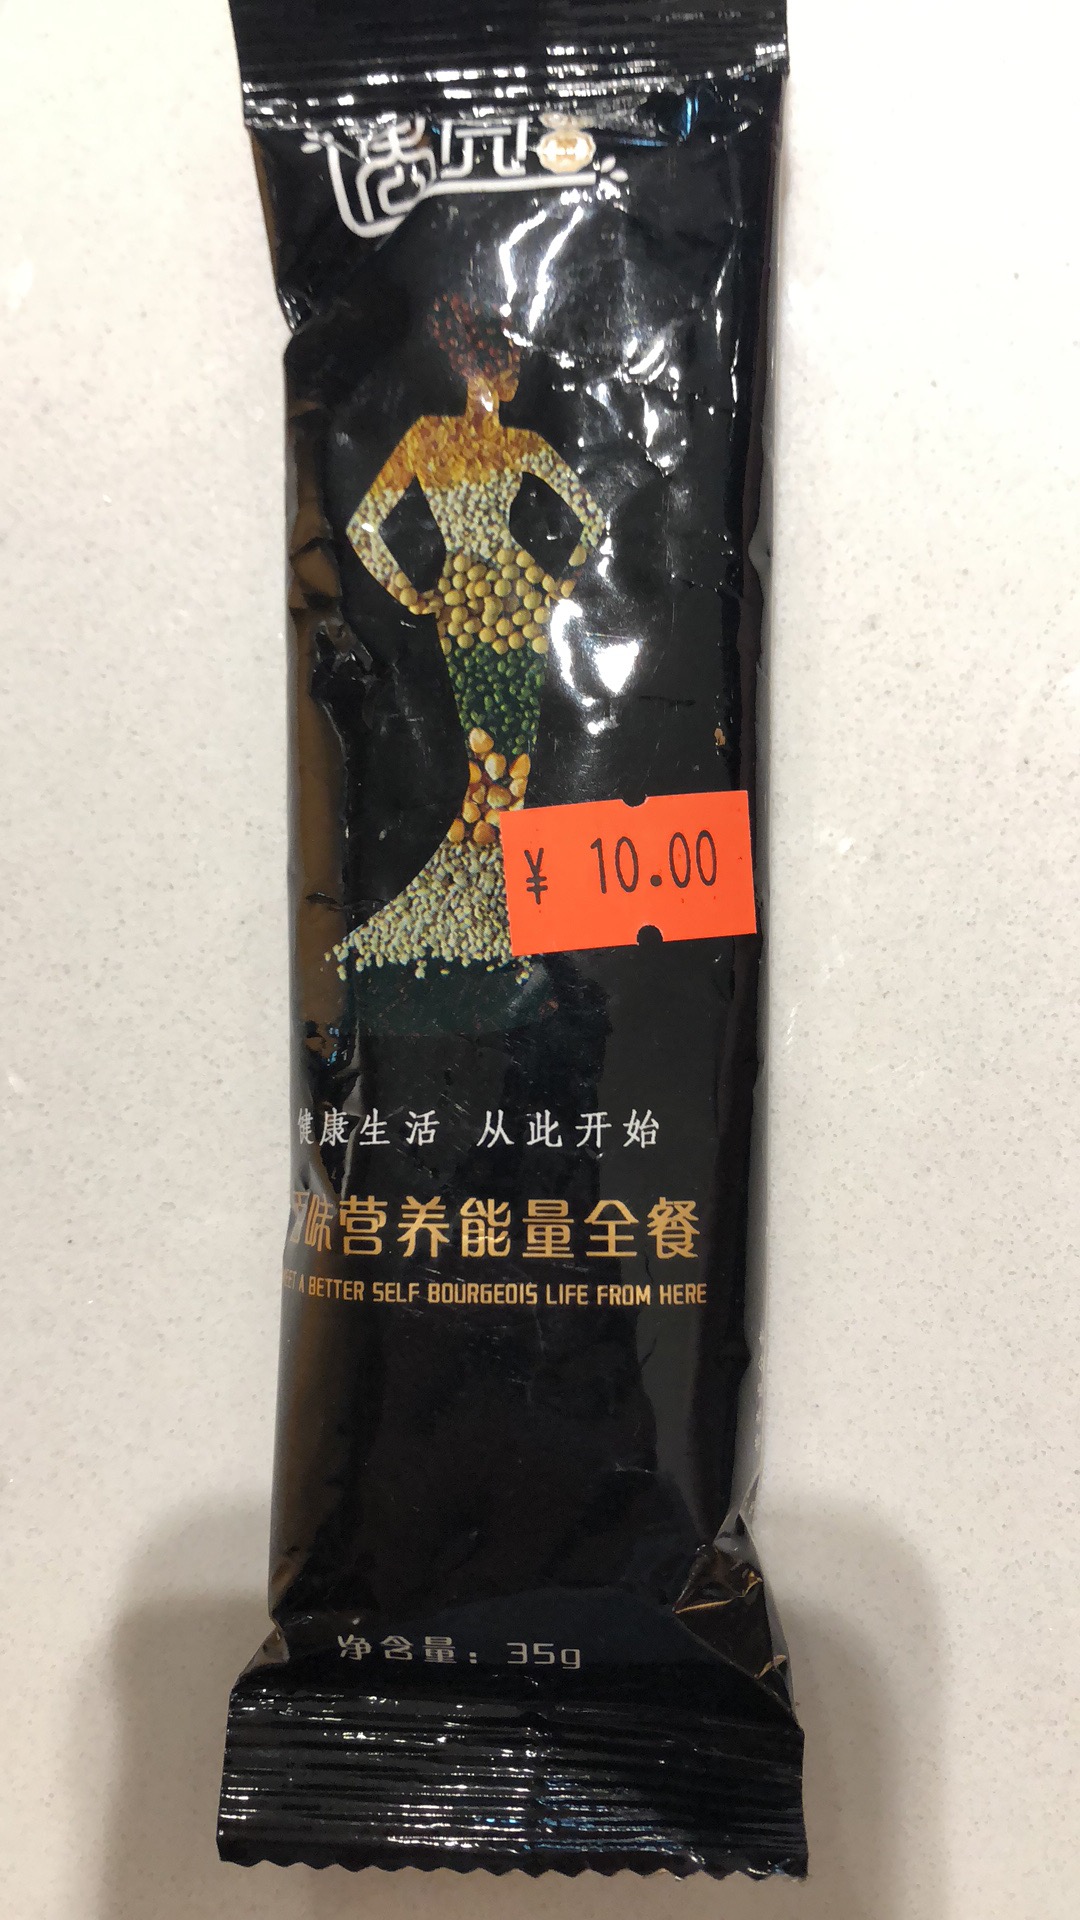 ¥ 10.00
健康生活 从此开始
味营养能量全餐
A BETTER SELF BOURGEOIS LIFE FROM HERE
净含量：35g